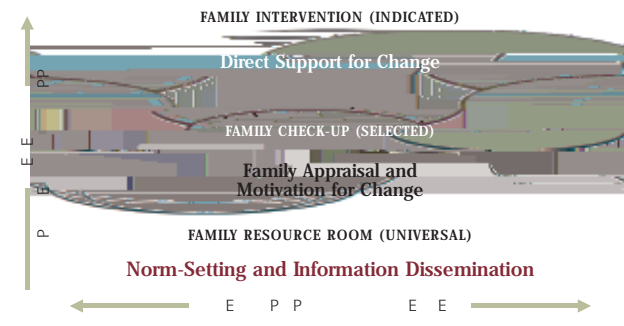 FAMILY INTERVENTION (INDICATED)
Direct Support for Change
FAMILY CHECK-UP (SELECTED)
Family Appraisal and
Motivation for Change
FAMILY RESOURCE ROOM (UNIVERSAL)
Norm-Setting and Information Dissemination